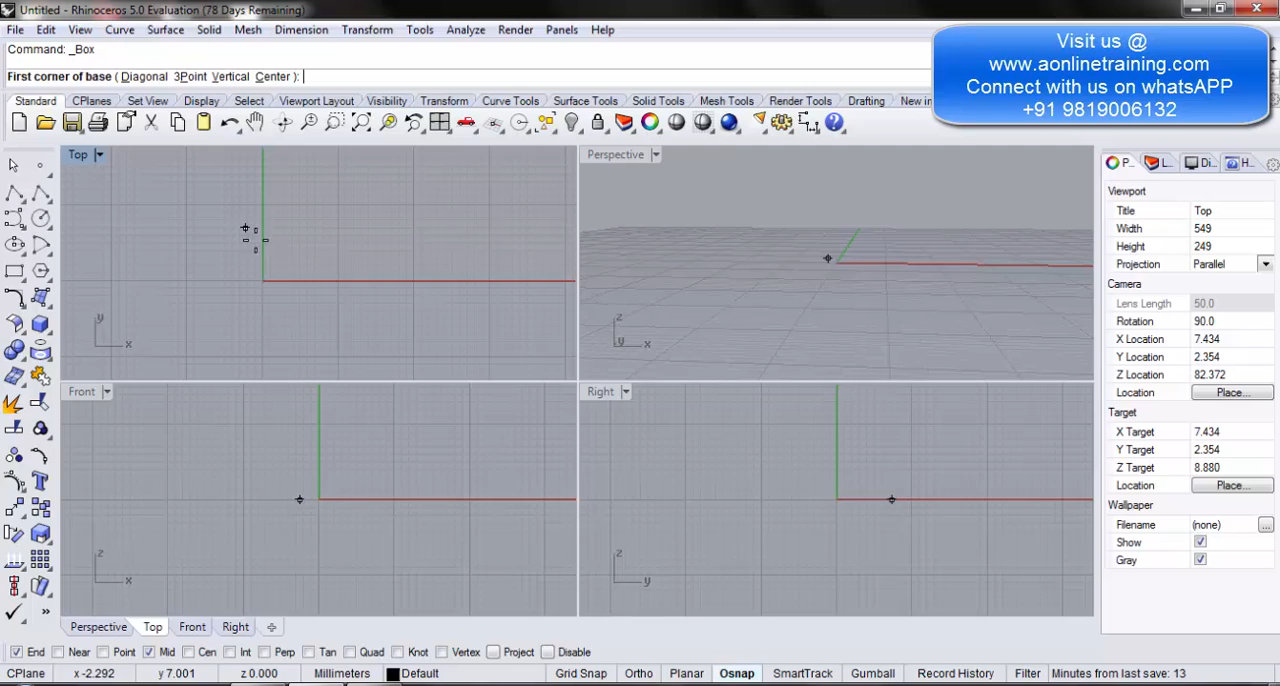 Untitled - Rhinoceros 5.0 Evaluation (78 Days Remaining)
File Edit View Curve Surface Solid Mesh Dimension Transform Tools Analyze Render Panels Help
Command: _Box
First corner of base ( Diagonal 3Point Vertical Center ):
Visit us @
www.aonlinetraining.com
Connect with us on whatsAPP
+91 9819006132
Standard CPlanes Set View Display Select Viewport Layout Visibility Transform Curve Tools Surface Tools Solid Tools Mesh Tools Render Tools Drafting New in
Top
Perspective
y
x
z
y
x
Front
Right
z
x
z
y
P... L... Di... H...
Viewport
Title Top
Width 549
Height 249
Projection Parallel
Camera
Lens Length 50.0
Rotation 90.0
X Location 7.434
Y Location 2.354
Z Location 82.372
Location Place...
Target
X Target 7.434
Y Target 2.354
Z Target 8.880
Location Place...
Wallpaper
Filename (none) ...
Show
Gray
Perspective Top Front Right
End Near Point Mid Cen Int Perp Tan Quad Knot Vertex Project Disable
CPlane x -2.292 y 7.001 z 0.000 Millimeters Default Grid Snap Ortho Planar Osnap SmartTrack Gumball Record History Filter Minutes from last save: 13